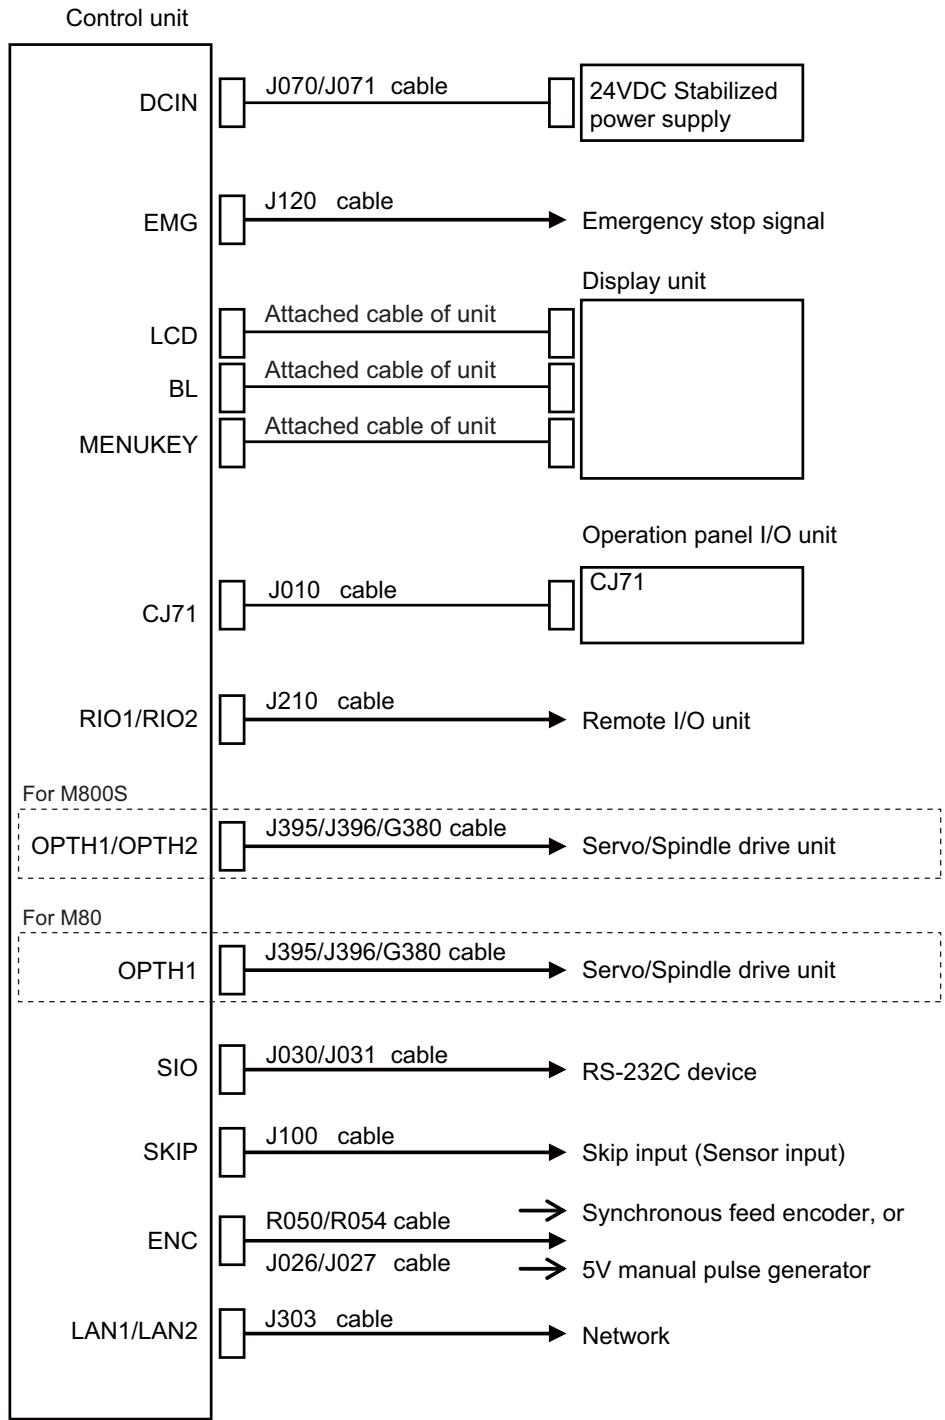 Control unit
DCIN
J070/J071 cable
24VDC Stabilized
power supply
EMG
J120 cable
Emergency stop signal
Display unit
LCD
Attached cable of unit
BL
Attached cable of unit
MENUKEY
Attached cable of unit
Operation panel I/O unit
CJ71
J010 cable
CJ71
RIO1/RIO2
J210 cable
Remote I/O unit
For M800S
OPTH1/OPTH2
J395/J396/G380 cable
Servo/Spindle drive unit
For M80
OPTH1
J395/J396/G380 cable
Servo/Spindle drive unit
SIO
J030/J031 cable
RS-232C device
SKIP
J100 cable
Skip input (Sensor input)
ENC
R050/R054 cable
Synchronous feed encoder, or
J026/J027 cable
5V manual pulse generator
LAN1/LAN2
J303 cable
Network